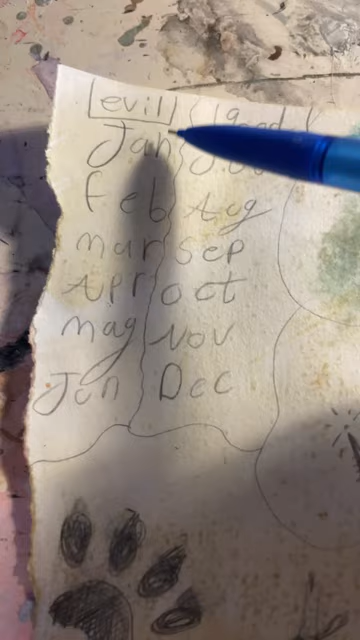 evil good
Jan
Feb Aug
mar sep
Apr oct
may Nov
Jun Dec